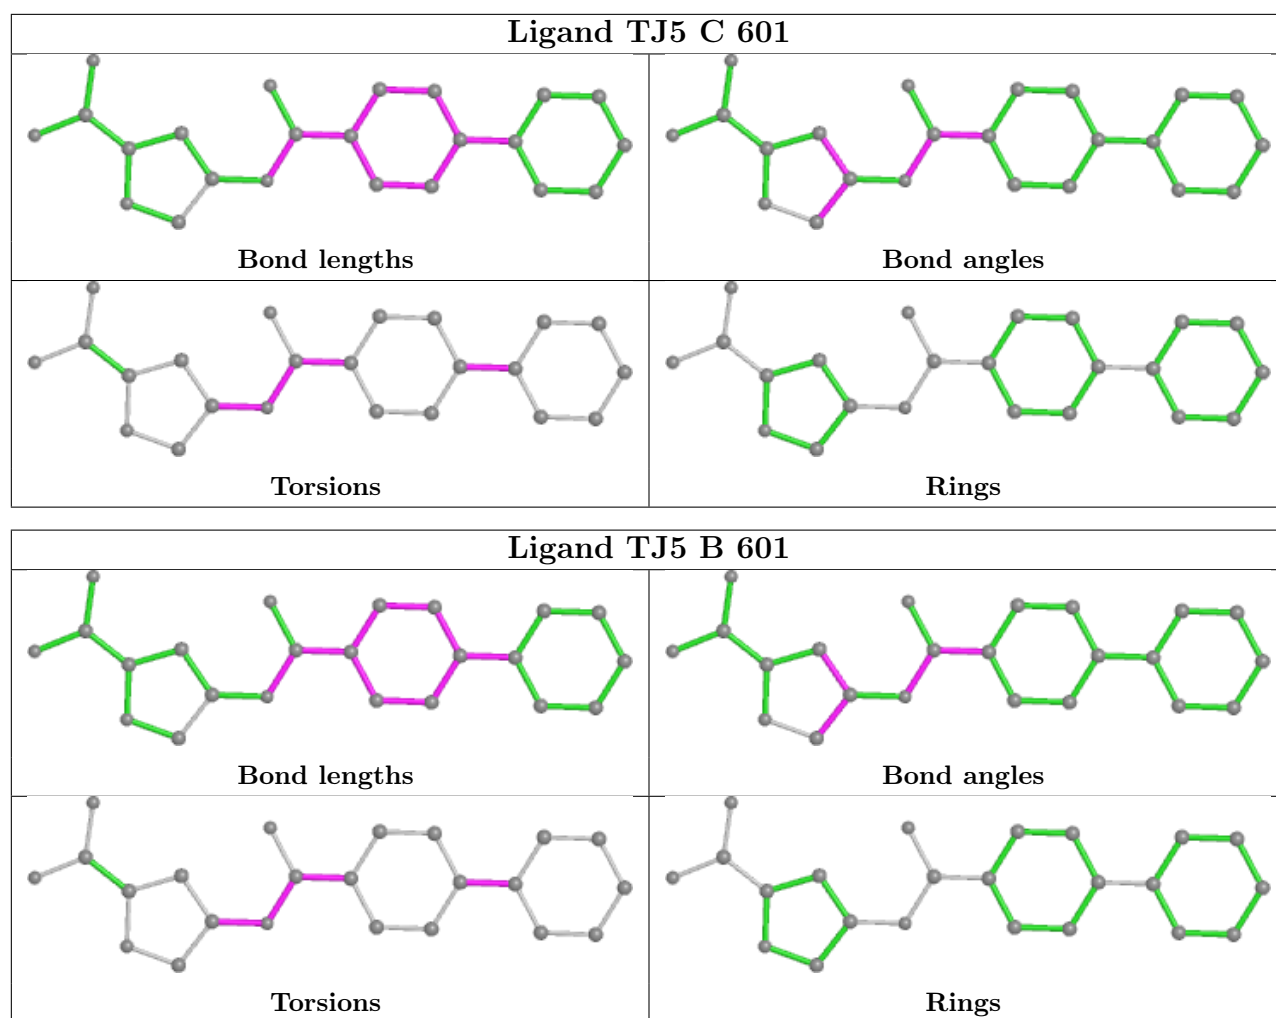 Ligand TJ5 C 601
Bond lengths
Bond angles
Torsions
Rings
Ligand TJ5 B 601
Bond lengths
Bond angles
Torsions
Rings